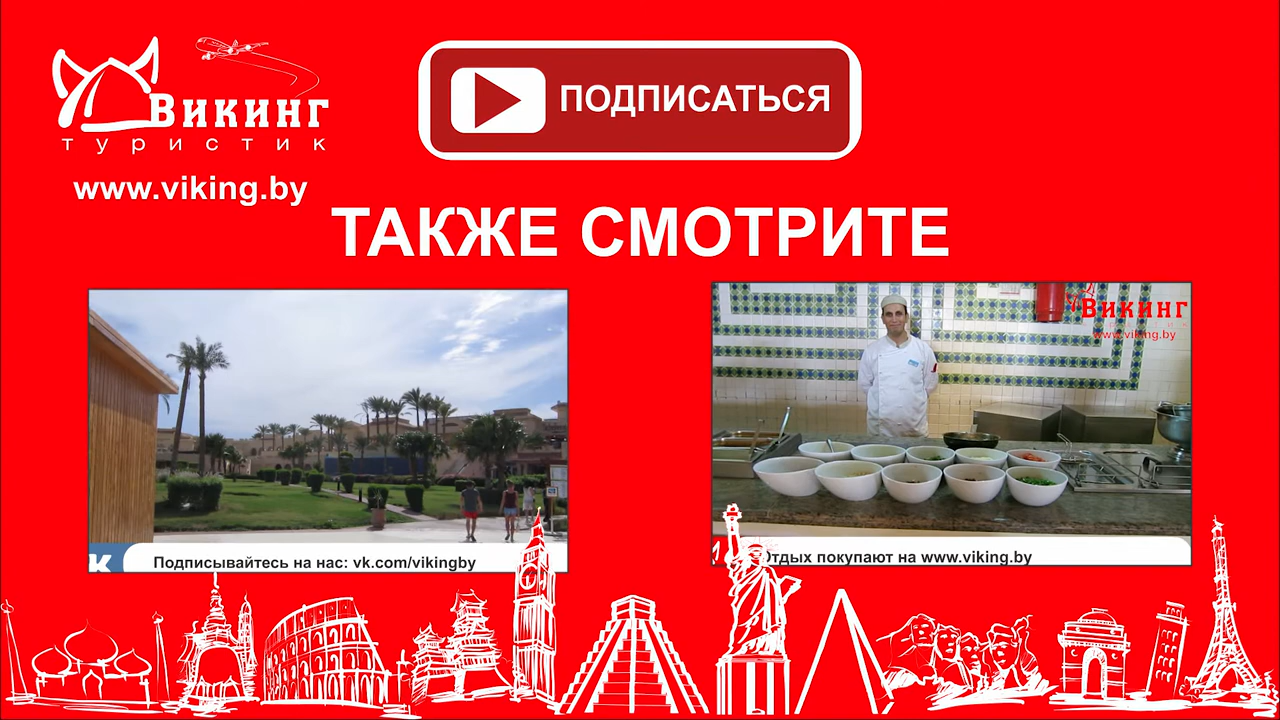 Викинг
туристик
www.viking.by
ПОДПИСАТЬСЯ
ТАКЖЕ СМОТРИТЕ
Викинг
www.viking.by
Подписывайтесь на нас: vk.com/vikingby
Отдых покупают на www.viking.by